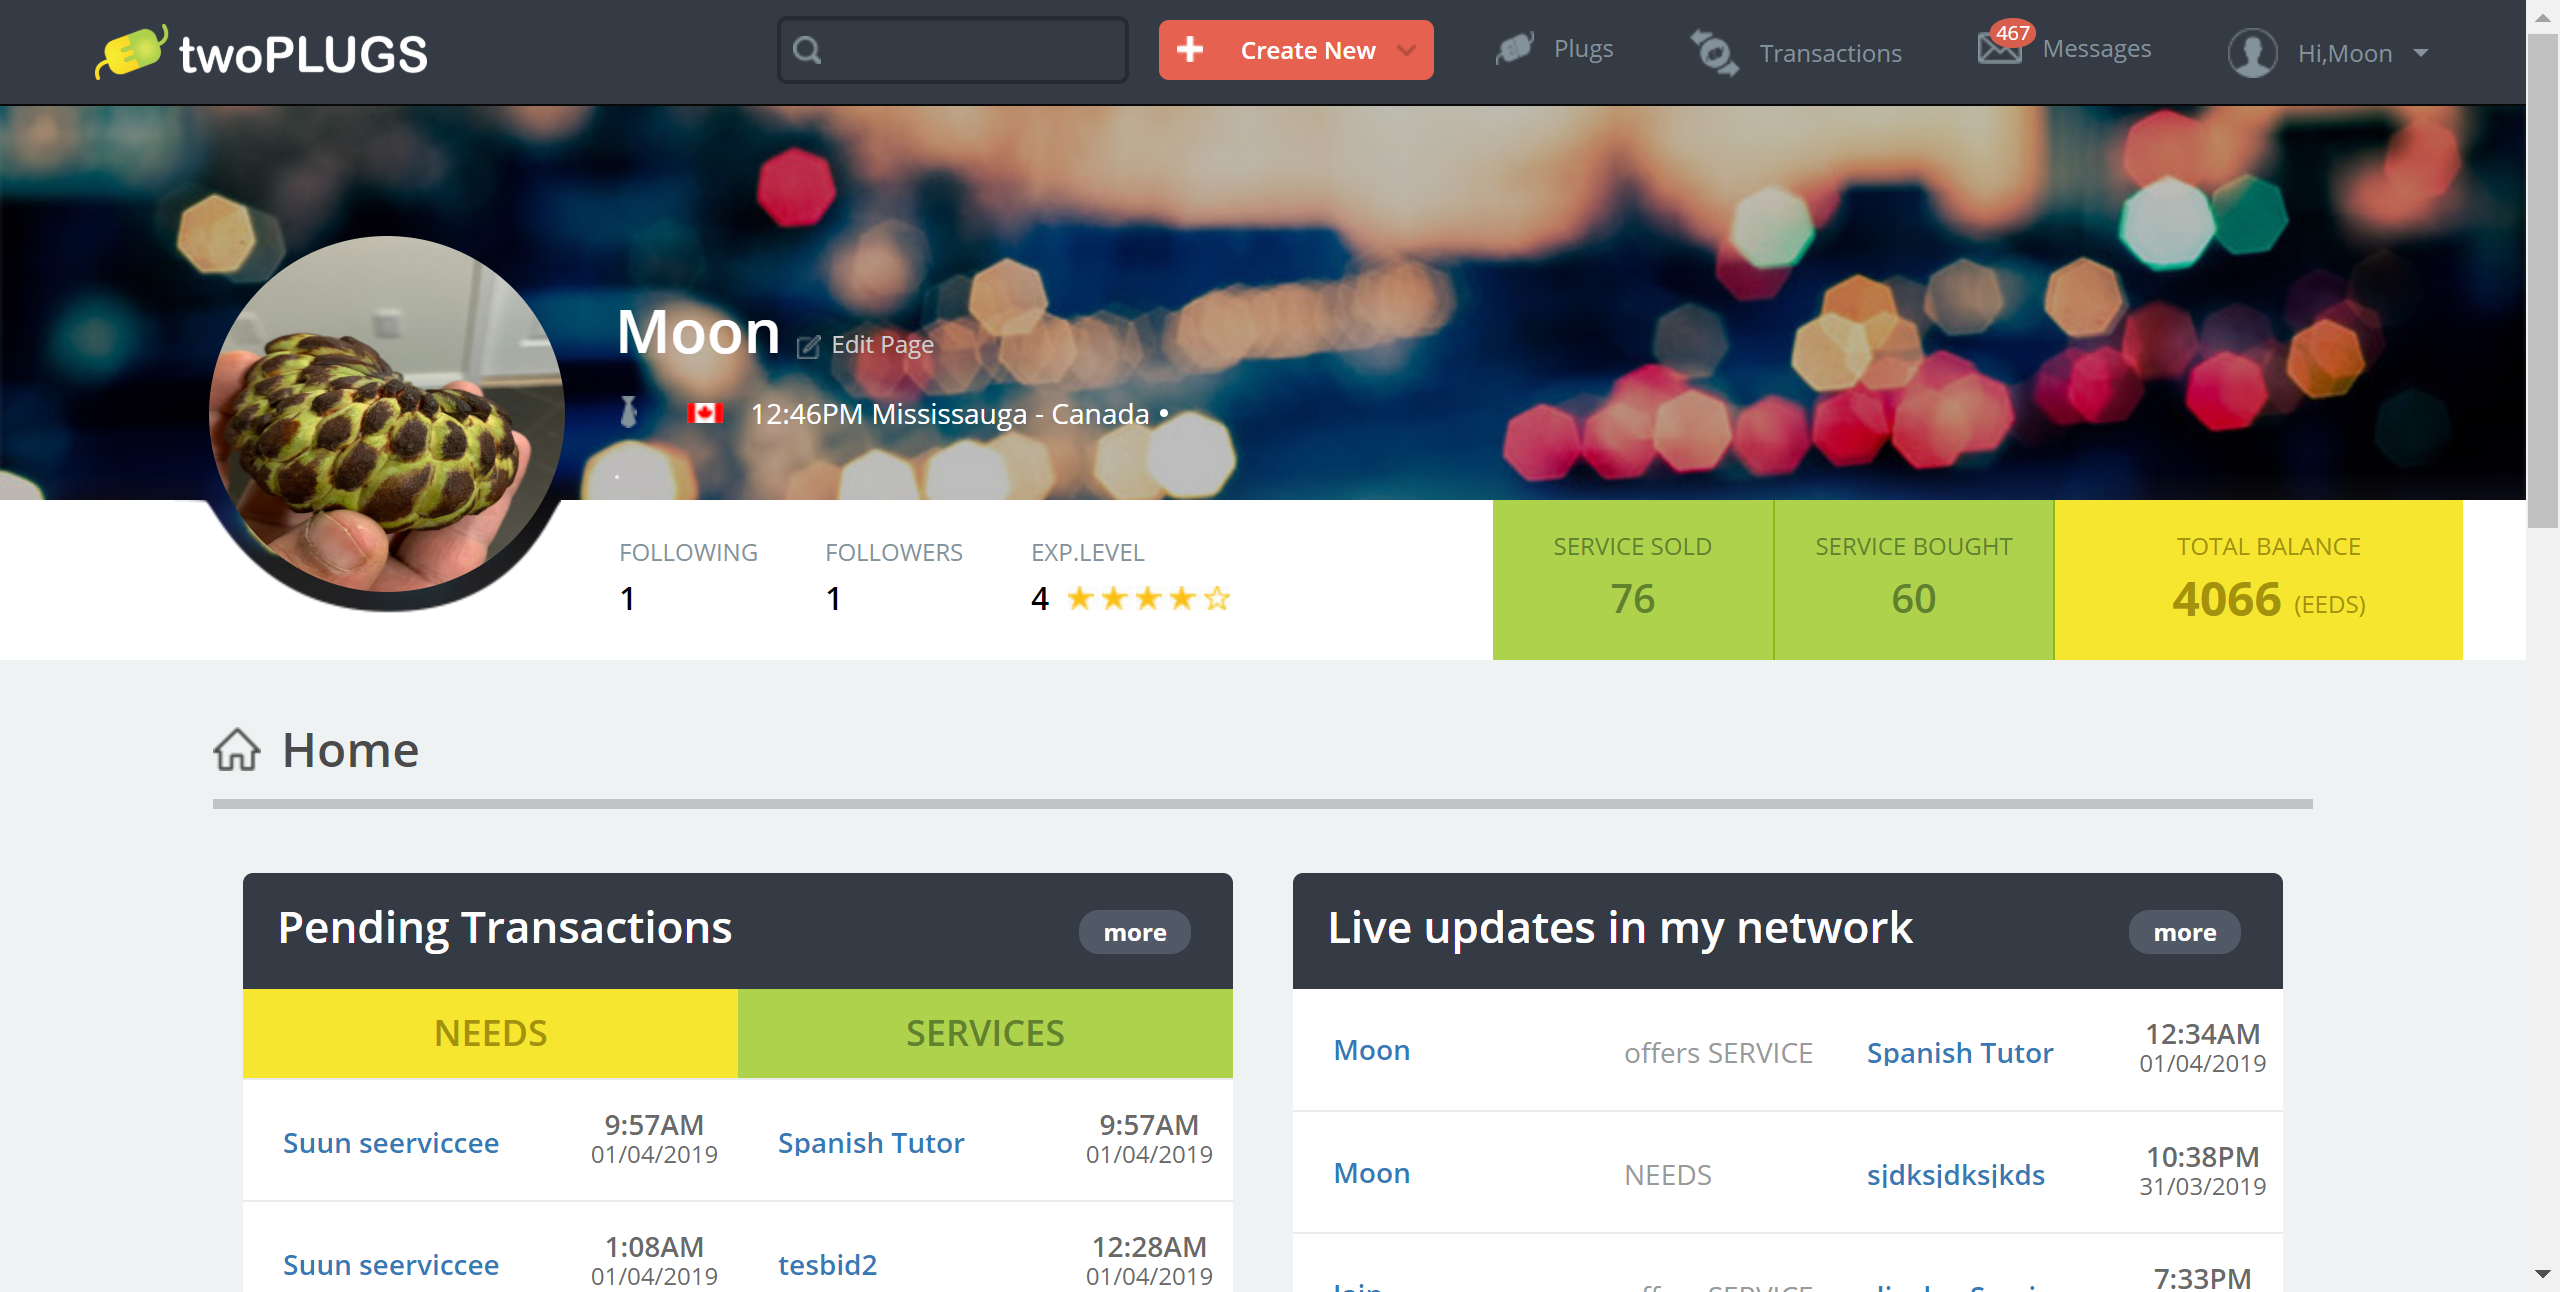 twoPLUGS
Create New
Plugs
Transactions
467
Messages
Hi,Moon
Moon
Edit Page
12:46PM Mississauga - Canada •
.
FOLLOWING
1
FOLLOWERS
1
EXP.LEVEL
4
SERVICE SOLD
76
SERVICE BOUGHT
60
TOTAL BALANCE
4066 (EEDS)
Home
Pending Transactions
more
NEEDS
SERVICES
Suun seerviccee
9:57AM
01/04/2019
Spanish Tutor
9:57AM
01/04/2019
Suun seerviccee
1:08AM
01/04/2019
tesbid2
12:28AM
01/04/2019
Live updates in my network
more
Moon
offers SERVICE
Spanish Tutor
12:34AM
01/04/2019
Moon
NEEDS
sjdksjdksjkds
10:38PM
31/03/2019
7:33PM